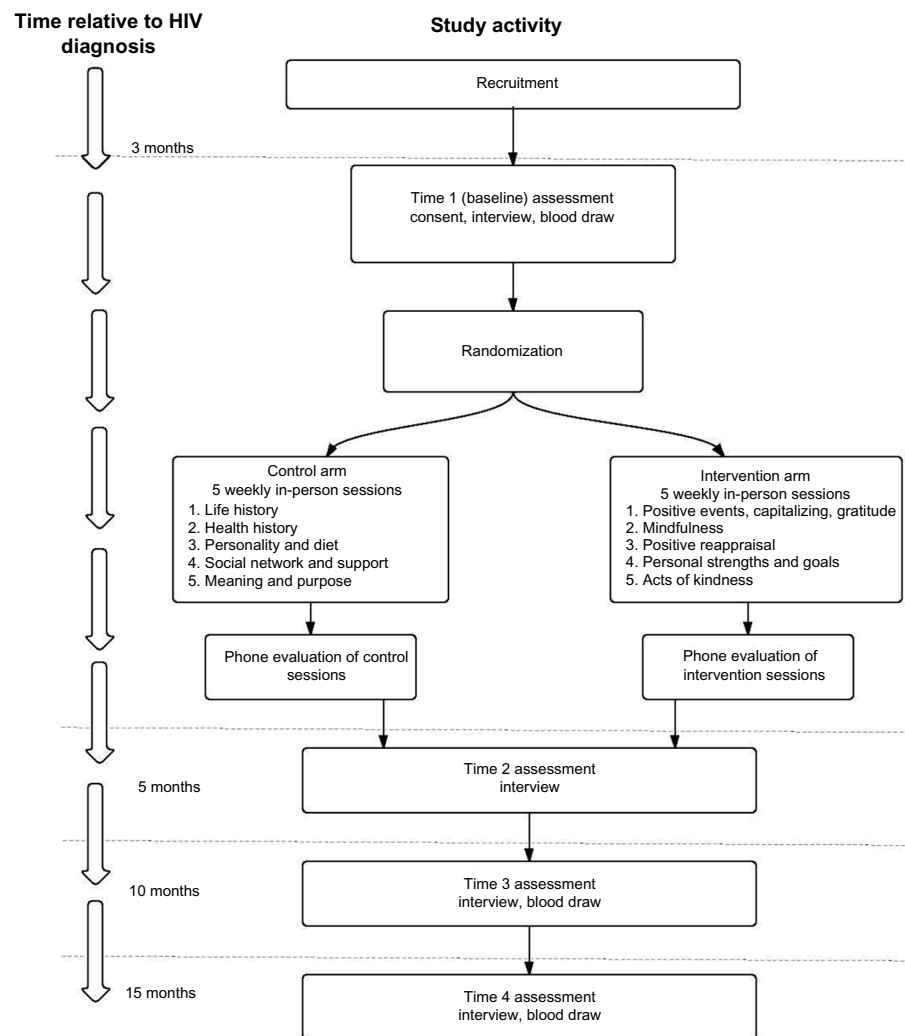 Time relative to HIV
diagnosis
Study activity
Recruitment
3 months
Time 1 (baseline) assessment
consent, interview, blood draw
Randomization
Control arm
5 weekly in-person sessions
1. Life history
2. Health history
3. Personality and diet
4. Social network and support
5. Meaning and purpose
Intervention arm
5 weekly in-person sessions
1. Positive events, capitalizing, gratitude
2. Mindfulness
3. Positive reappraisal
4. Personal strengths and goals
5. Acts of kindness
Phone evaluation of control
sessions
Phone evaluation of
intervention sessions
Time 2 assessment
interview
5 months
Time 3 assessment
interview, blood draw
10 months
Time 4 assessment
interview, blood draw
15 months